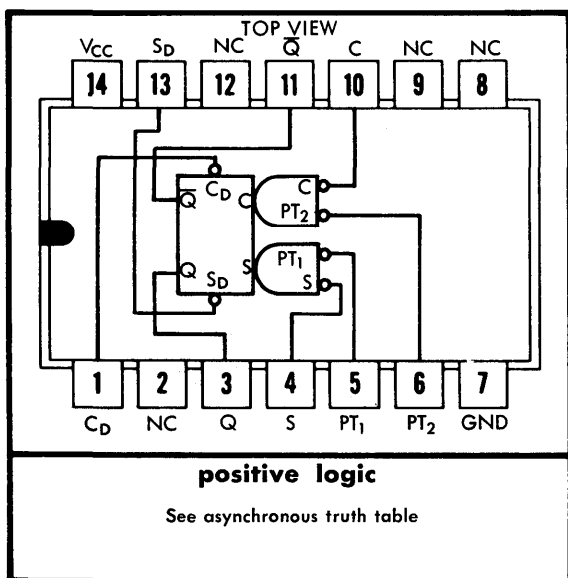 TOP VIEW
VCC SD NC Q̅ C NC NC
14 13 12 11 10 9 8
CD C
Q̅ C PT2
Q S PT1
SD S
1 2 3 4 5 6 7
CD NC Q S PT1 PT2 GND
positive logic
See asynchronous truth table